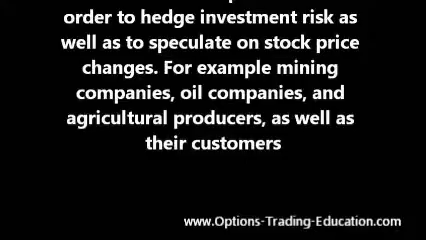 order to hedge investment risk as
well as to speculate on stock price
changes. For example mining
companies, oil companies, and
agricultural producers, as well as
their customers
www.Options-Trading-Education.com